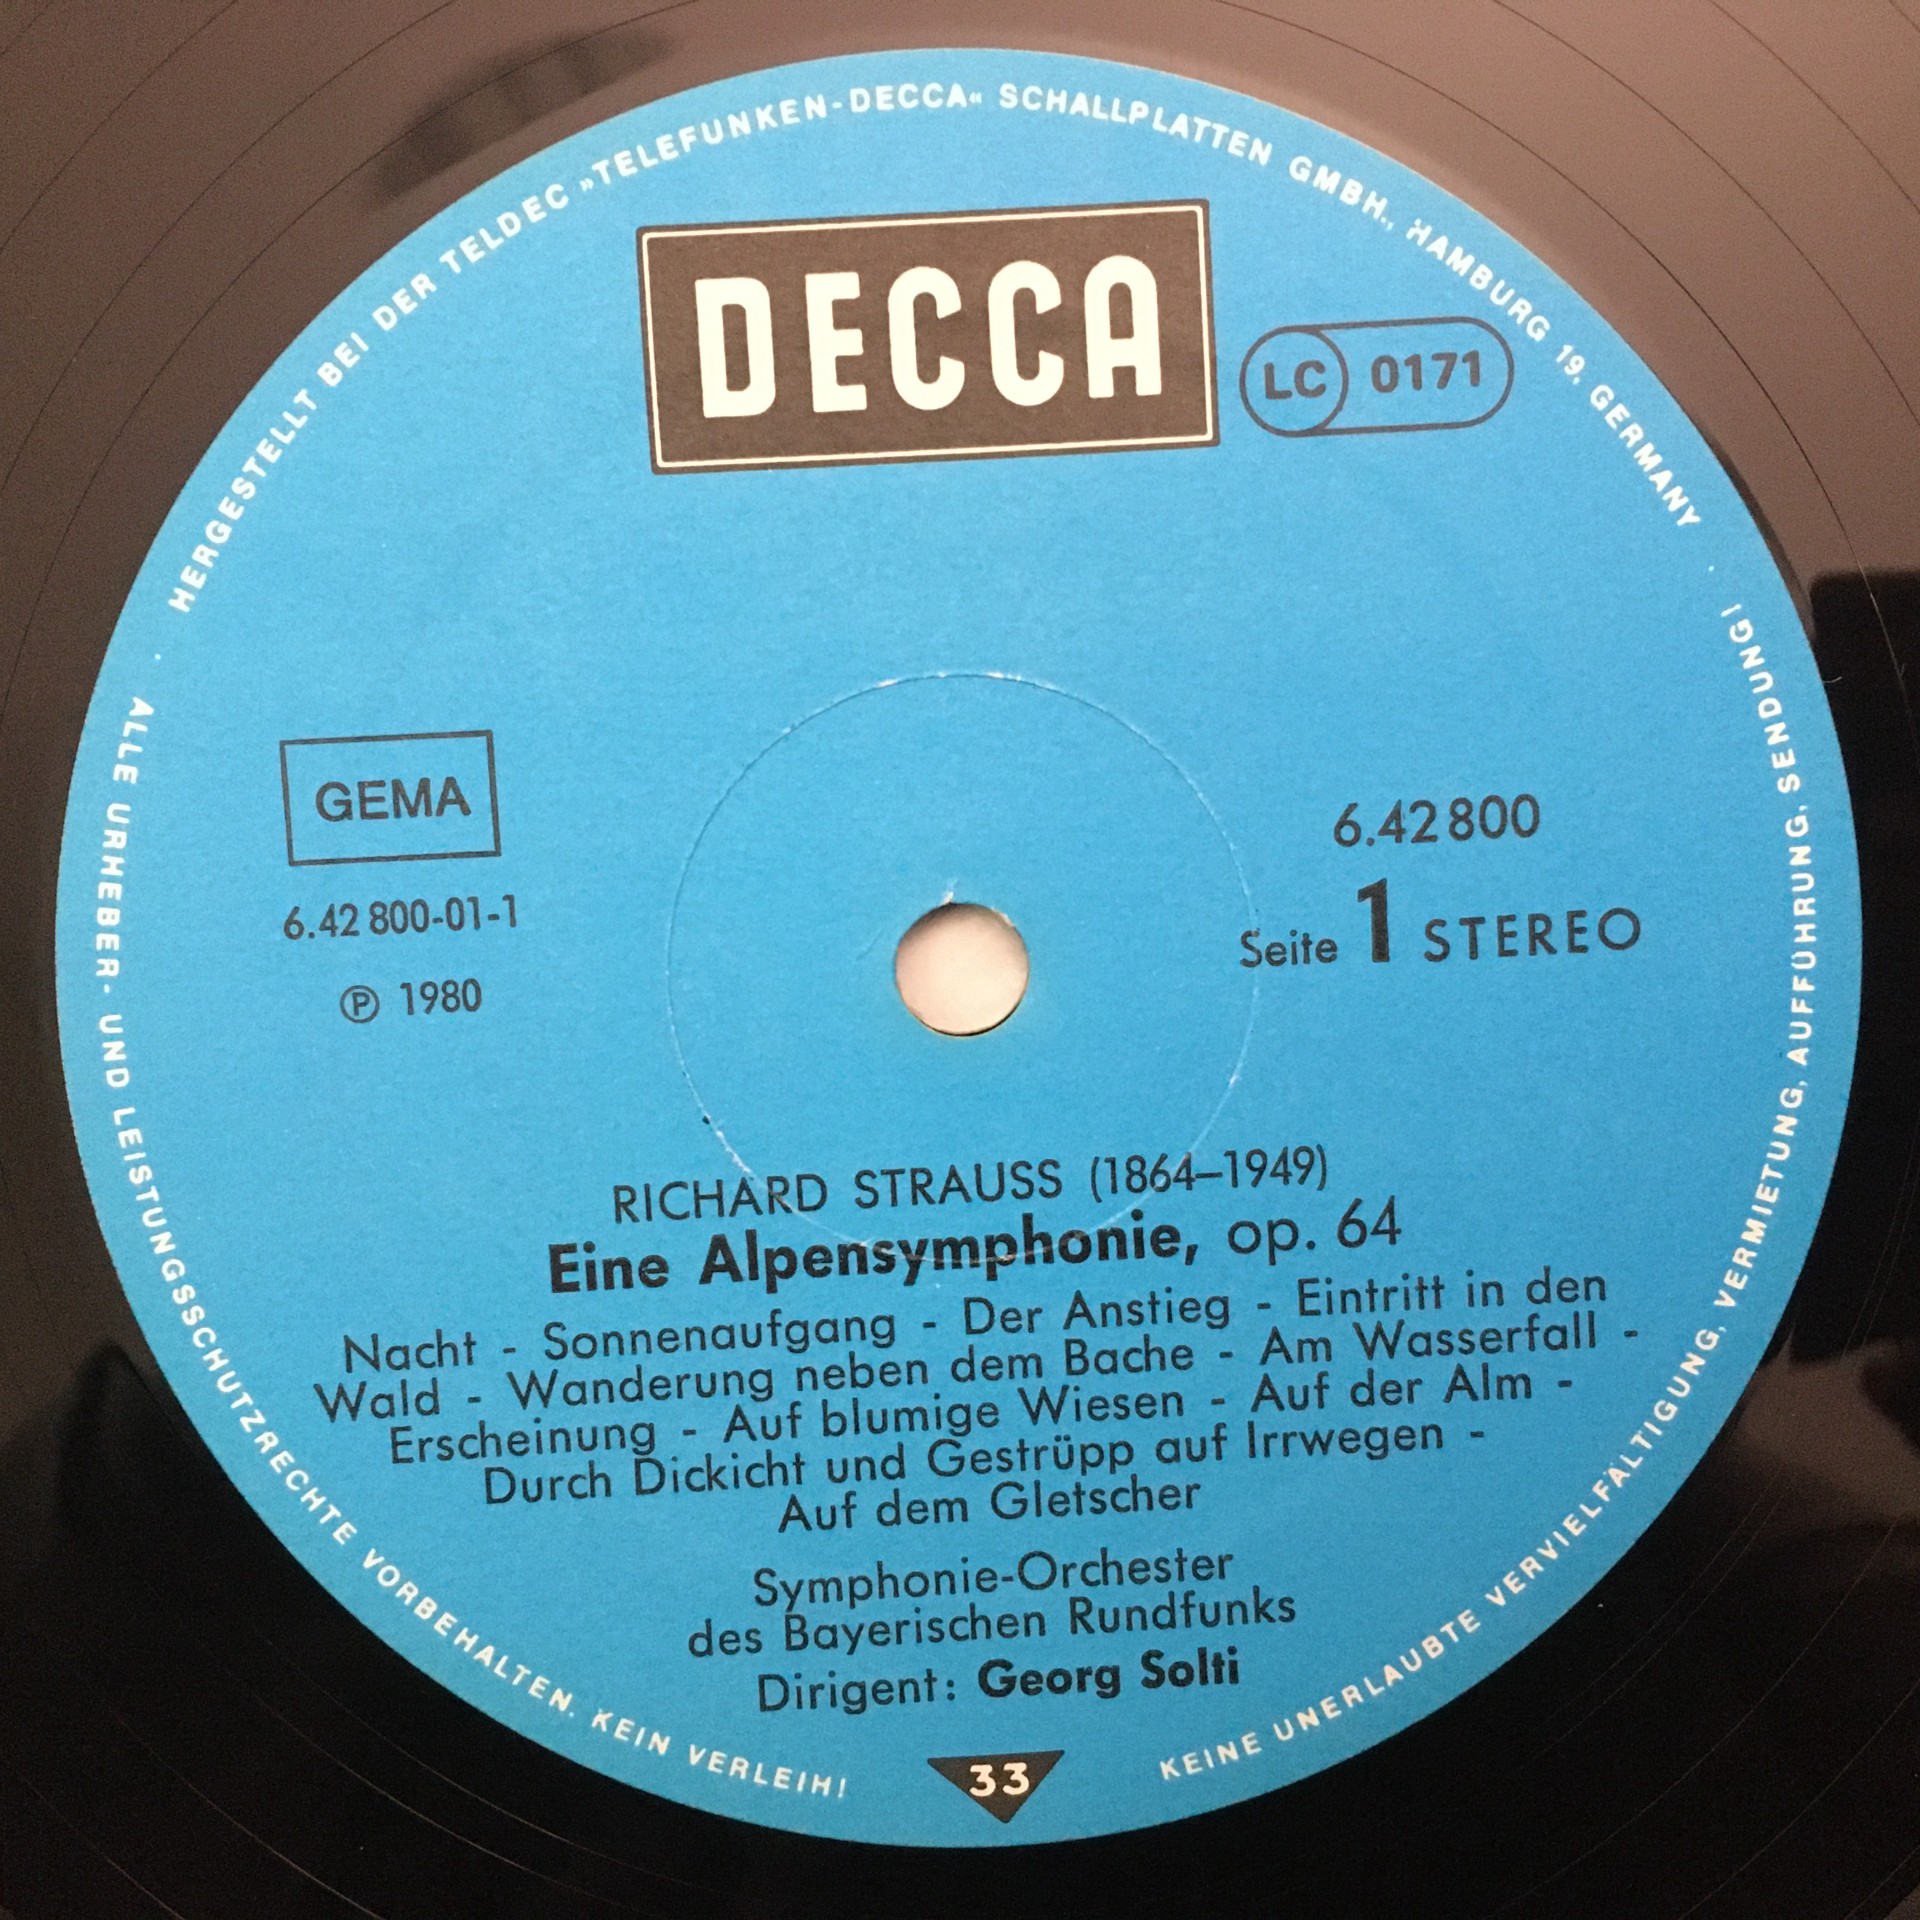 HERGESTELLT BEI DER TELDEC »TELEFUNKEN-DECCA« SCHALLPLATTEN GMBH., HAMBURG 19, GERMANY ·
DECCA
LC 0171
GEMA
6.42 800-01-1
Ⓟ 1980
6.42 800
Seite 1 STEREO
RICHARD STRAUSS (1864–1949)
Eine Alpensymphonie, op. 64
Nacht - Sonnenaufgang - Der Anstieg - Eintritt in den
Wald - Wanderung neben dem Bache - Am Wasserfall -
Erscheinung - Auf blumige Wiesen - Auf der Alm -
Durch Dickicht und Gestrüpp auf Irrwegen -
Auf dem Gletscher
Symphonie-Orchester
des Bayerischen Rundfunks
Dirigent: Georg Solti
33
· ALLE URHEBER- UND LEISTUNGSSCHUTZRECHTE VORBEHALTEN. KEIN VERLEIH!
KEINE UNERLAUBTE VERVIELFÄLTIGUNG, VERMIETUNG, AUFFÜHRUNG, SENDUNG!